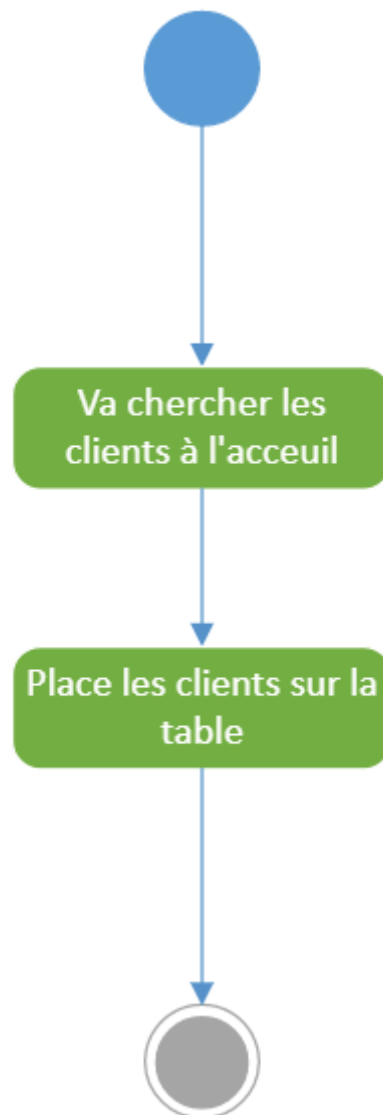 Va chercher les
clients à l'acceuil
Place les clients sur la
table